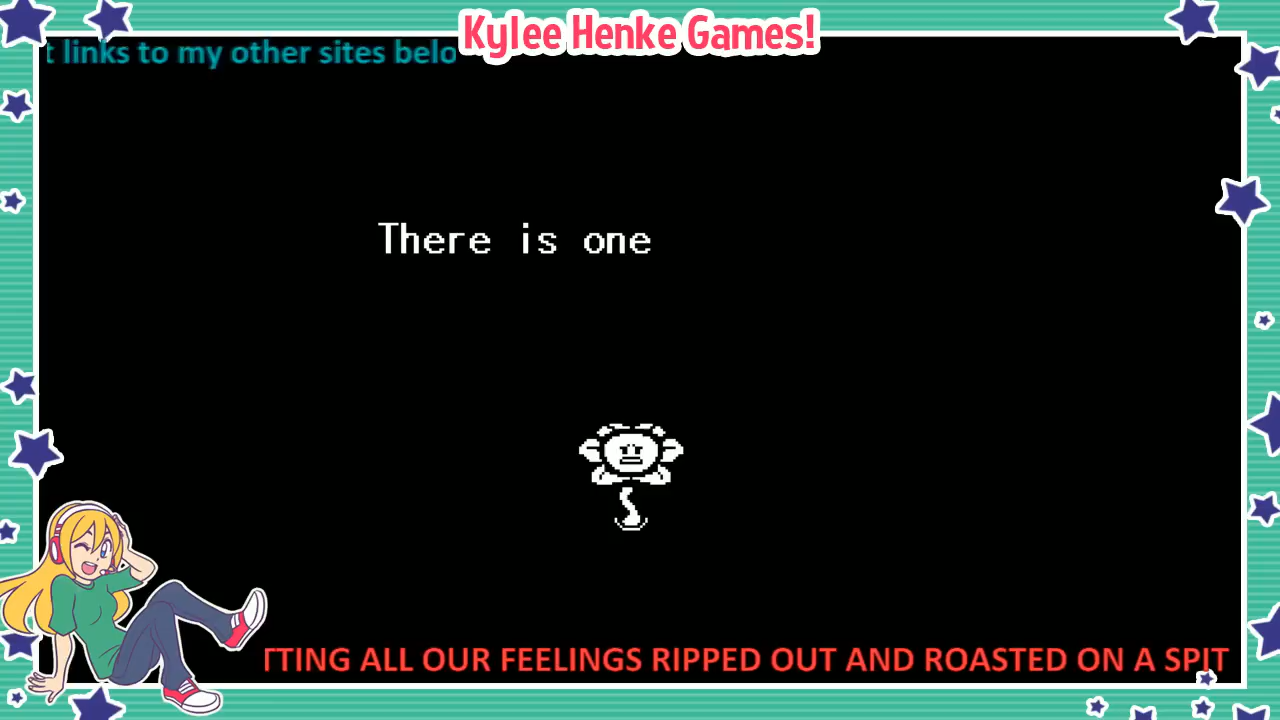 Kylee Henke Games!
t links to my other sites belo
There is one
TTING ALL OUR FEELINGS RIPPED OUT AND ROASTED ON A SPIT